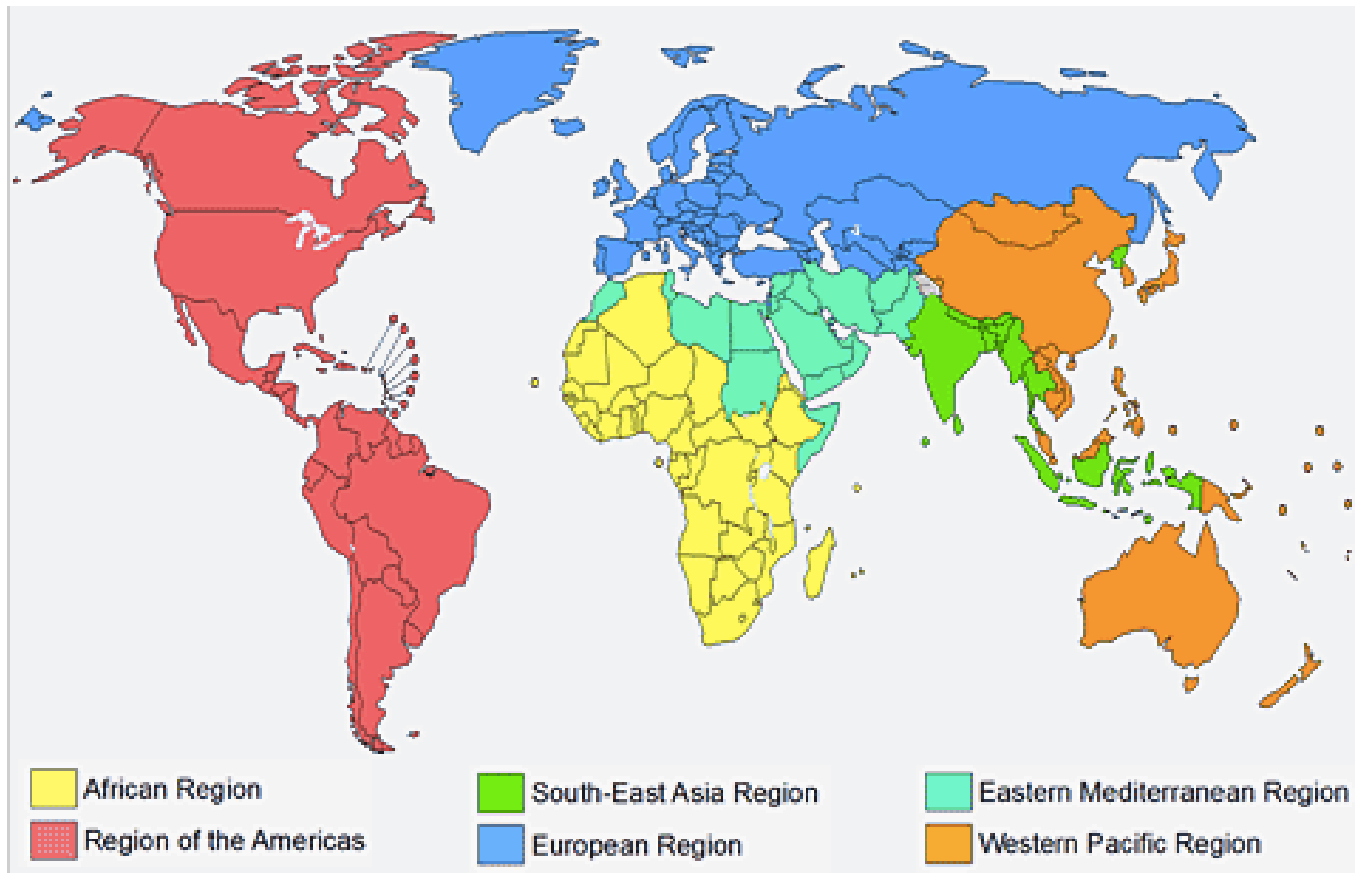 African Region
South-East Asia Region
Eastern Mediterranean Region
Region of the Americas
European Region
Western Pacific Region